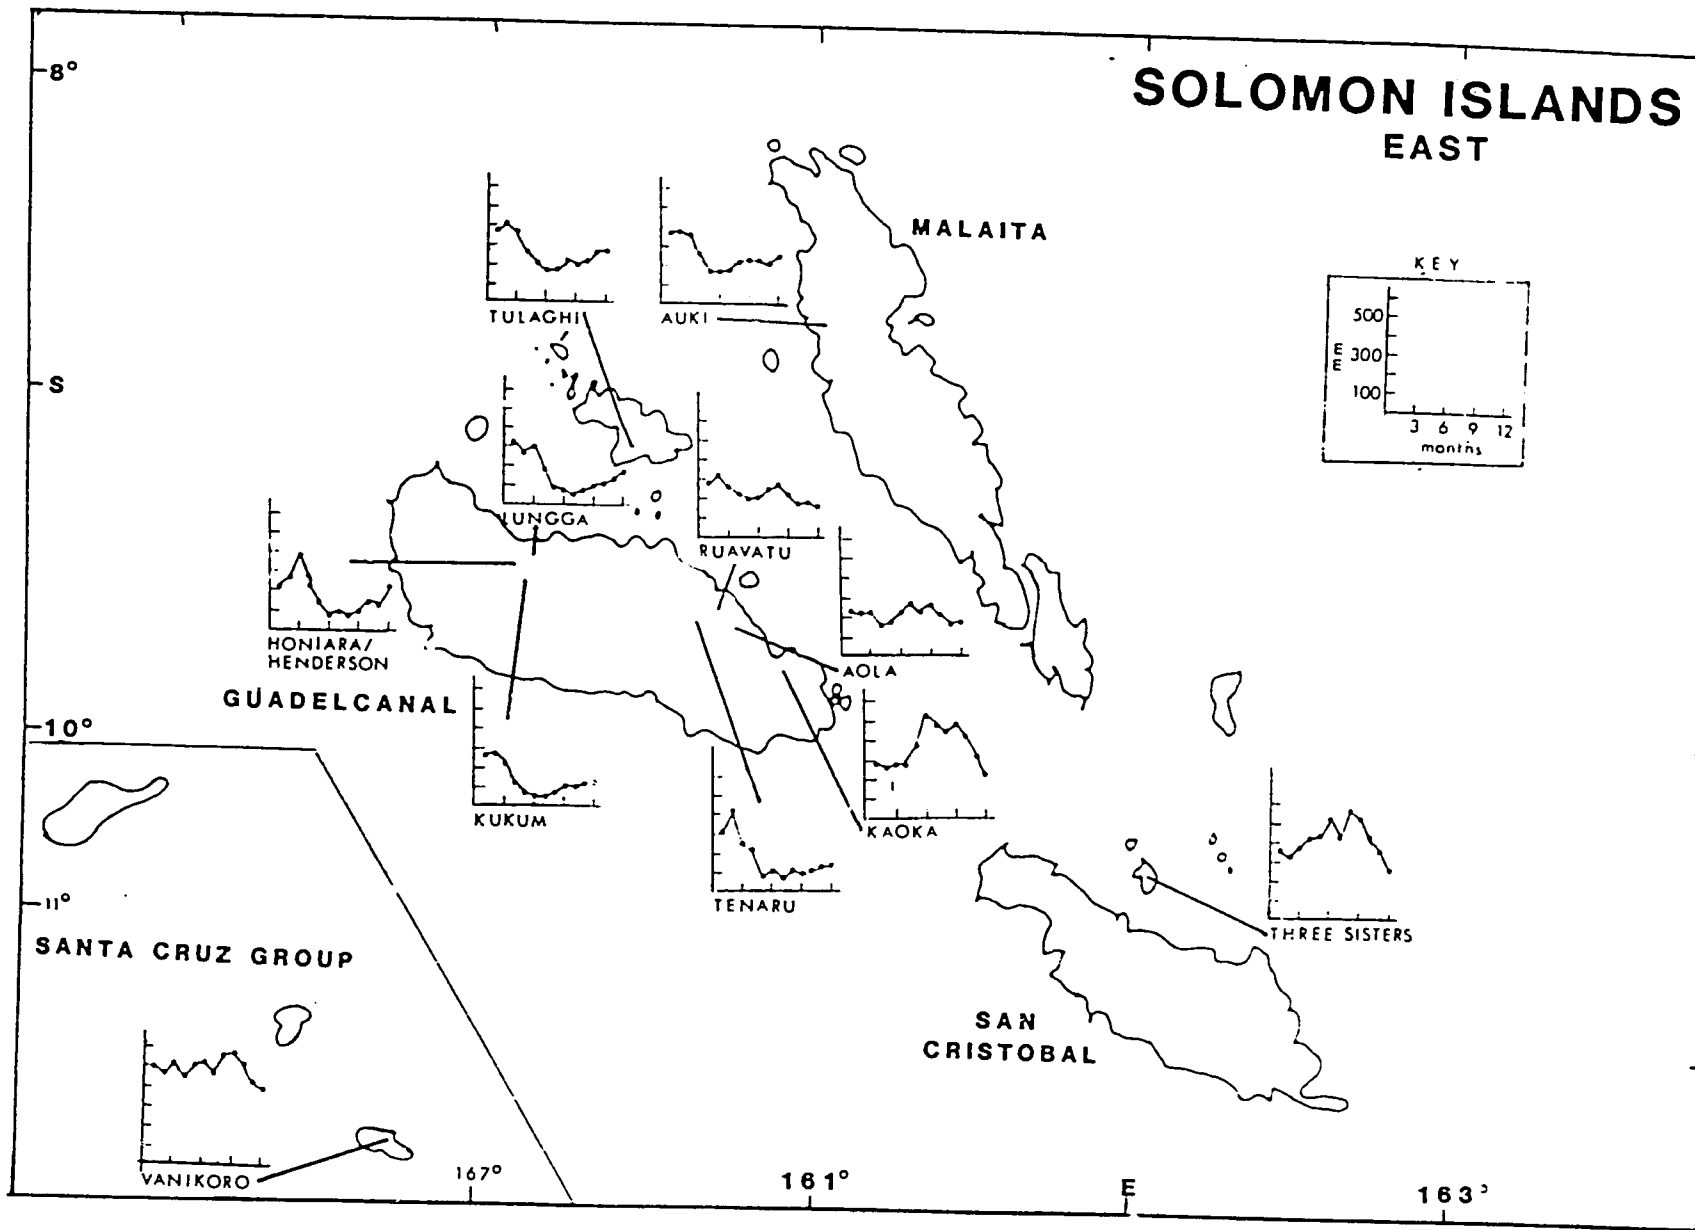 8°
SOLOMON ISLANDS
EAST
MALAITA
KEY
500
300
100
E
E
3 6 9 12
months
TULAGHI
AUKI
S
LUNGGA
RUAVATU
HONIARA/
HENDERSON
AOLA
GUADELCANAL
10°
KUKUM
KAOKA
TENARU
11°
THREE SISTERS
SANTA CRUZ GROUP
SAN
CRISTOBAL
VANIKORO
167°
161°
E
163°